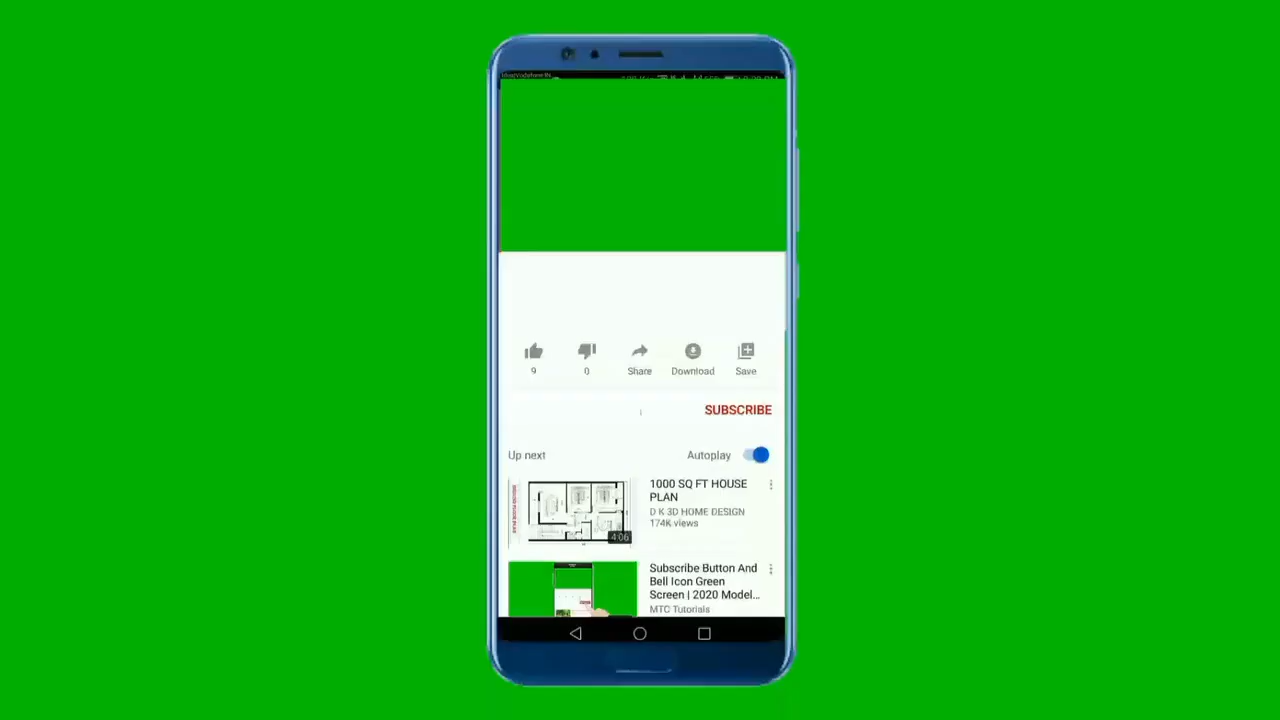 9
0
Share
Download
Save
SUBSCRIBE
Up next
Autoplay
1000 SQ FT HOUSE
PLAN
D K 3D HOME DESIGN
174K views
4:06
Subscribe Button And
Bell Icon Green
Screen | 2020 Model...
MTC Tutorials